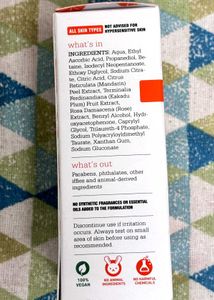 ALL SKIN TYPES
NOT ADVISED FOR
HYPERSENSITIVE SKIN
what's in
INGREDIENTS: Aqua, Ethyl
Ascorbic Acid, Propanediol, Be-
taine, Isodecyl Neopentanoate,
Ethoxy Diglycol, Sodium Citra-
te, Citric Acid, Citrus
Reticulata (Mandarin)
Peel Extract, Terminalia
Ferdinandiana (Kakadu
Plum) Fruit Extract,
Rosa Damascena (Rose)
Extract, Benzyl Alcohol, Hydr-
oxyacetophenone, Caprylyl
Glycol, Trilaureth-4 Phosphate,
Sodium Polyacryloyldimethyl
Taurate, Xanthan Gum,
Sodium Gluconate
what's out
Parabens, phthalates, other
iffies and animal-derived
ingredients
NO SYNTHETIC FRAGRANCES OR ESSENTIAL
OILS ADDED TO THE FORMULATION
Discontinue use if irritation
occurs. Always test on small
area of skin before using as
recommended.
100%
VEGAN
NO ANIMAL
INGREDIENTS
NO HARMFUL
CHEMICALS